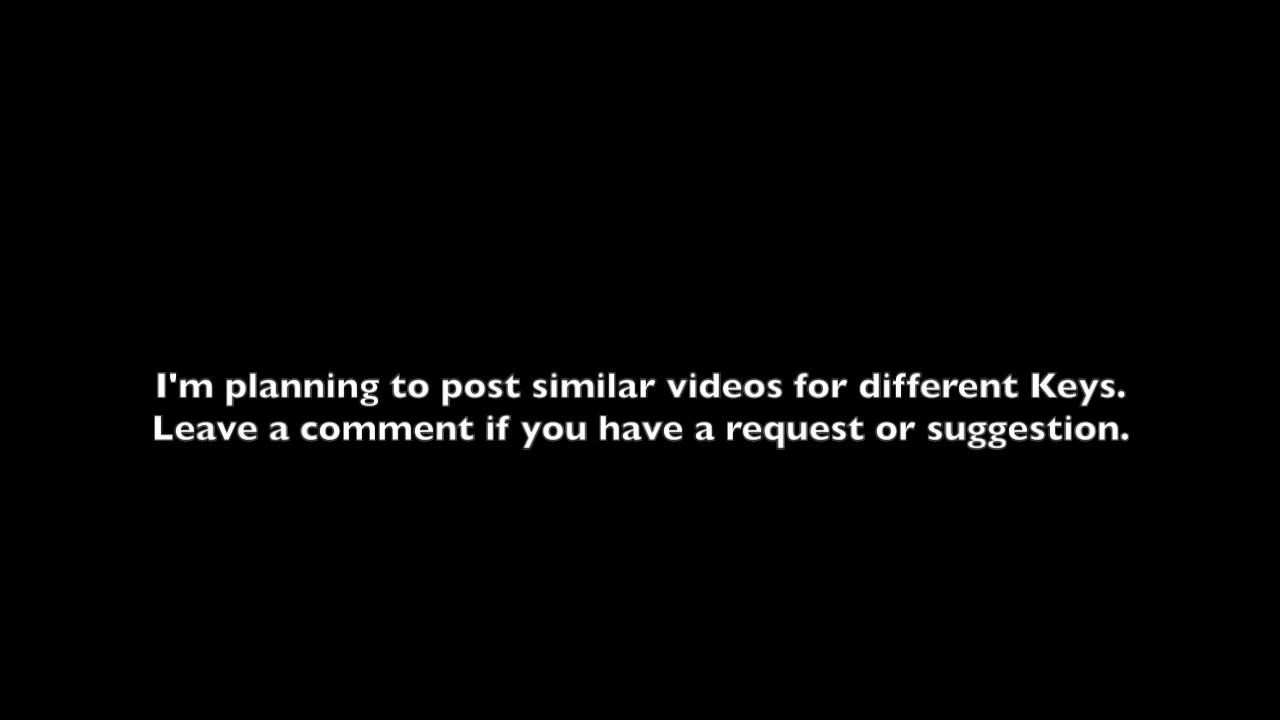 I'm planning to post similar videos for different Keys.
Leave a comment if you have a request or suggestion.